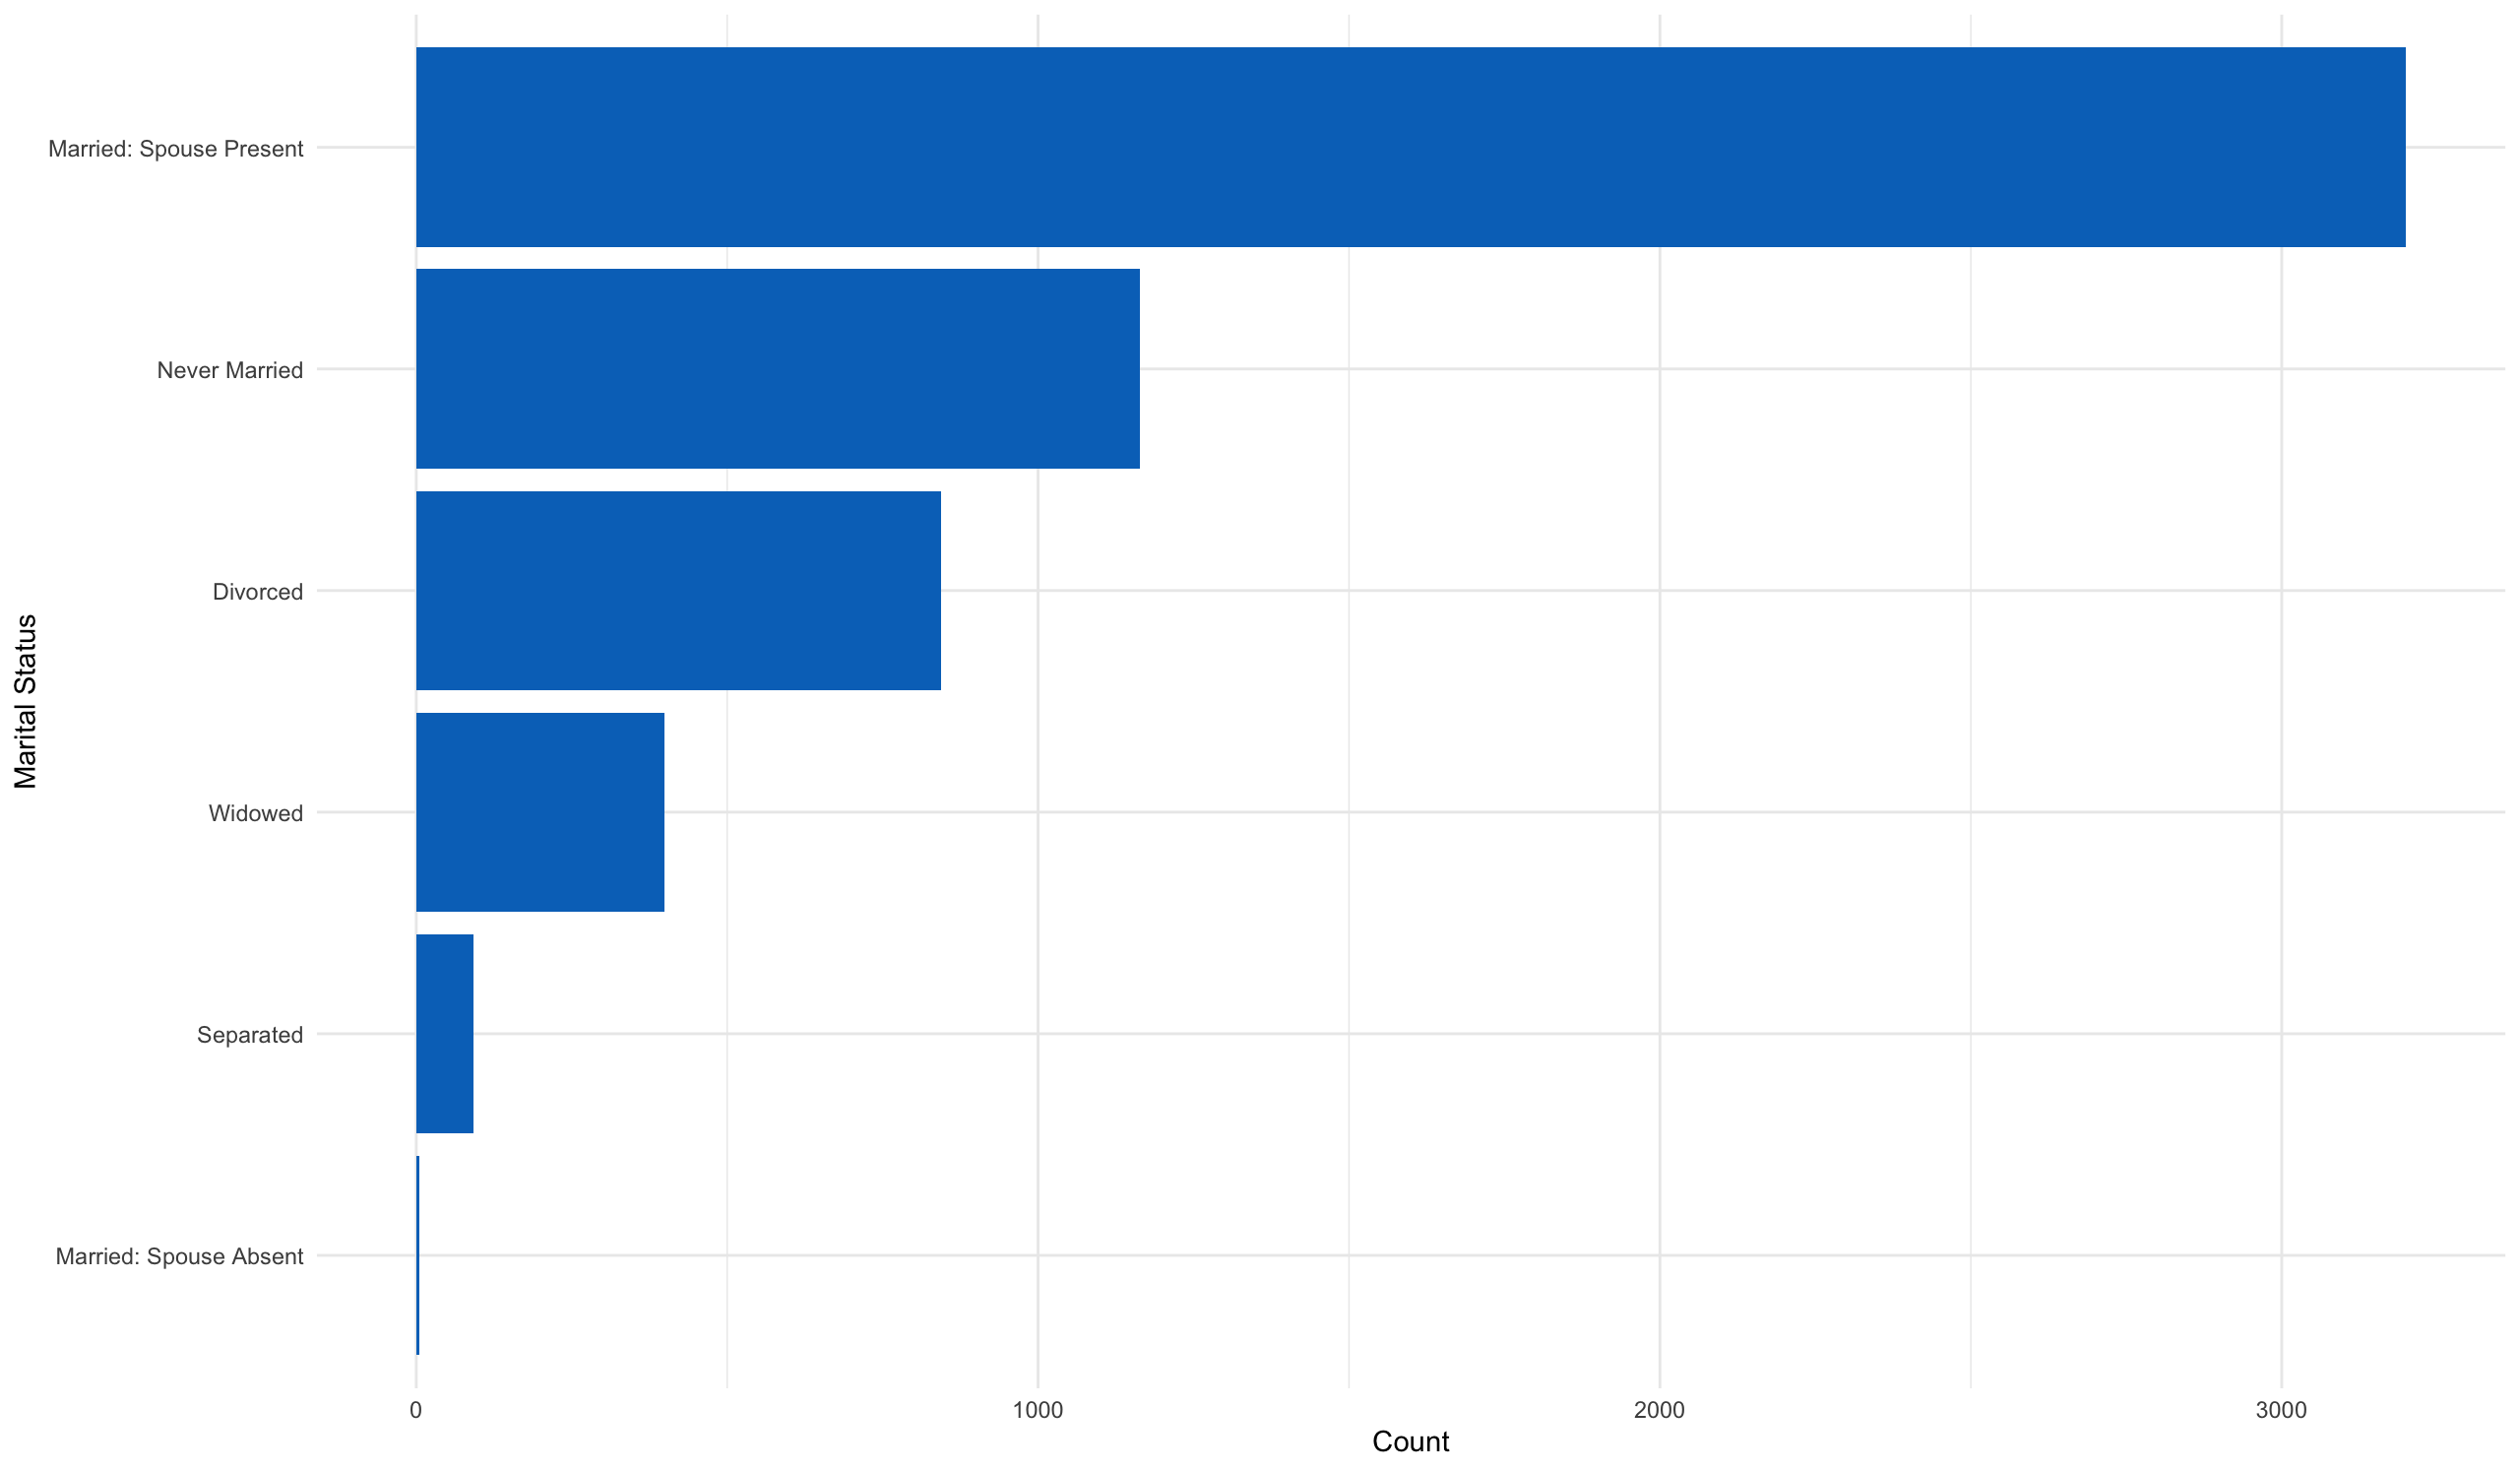 Marital Status
Married: Spouse Present
Never Married
Divorced
Widowed
Separated
Married: Spouse Absent
0 1000 2000 3000
Count